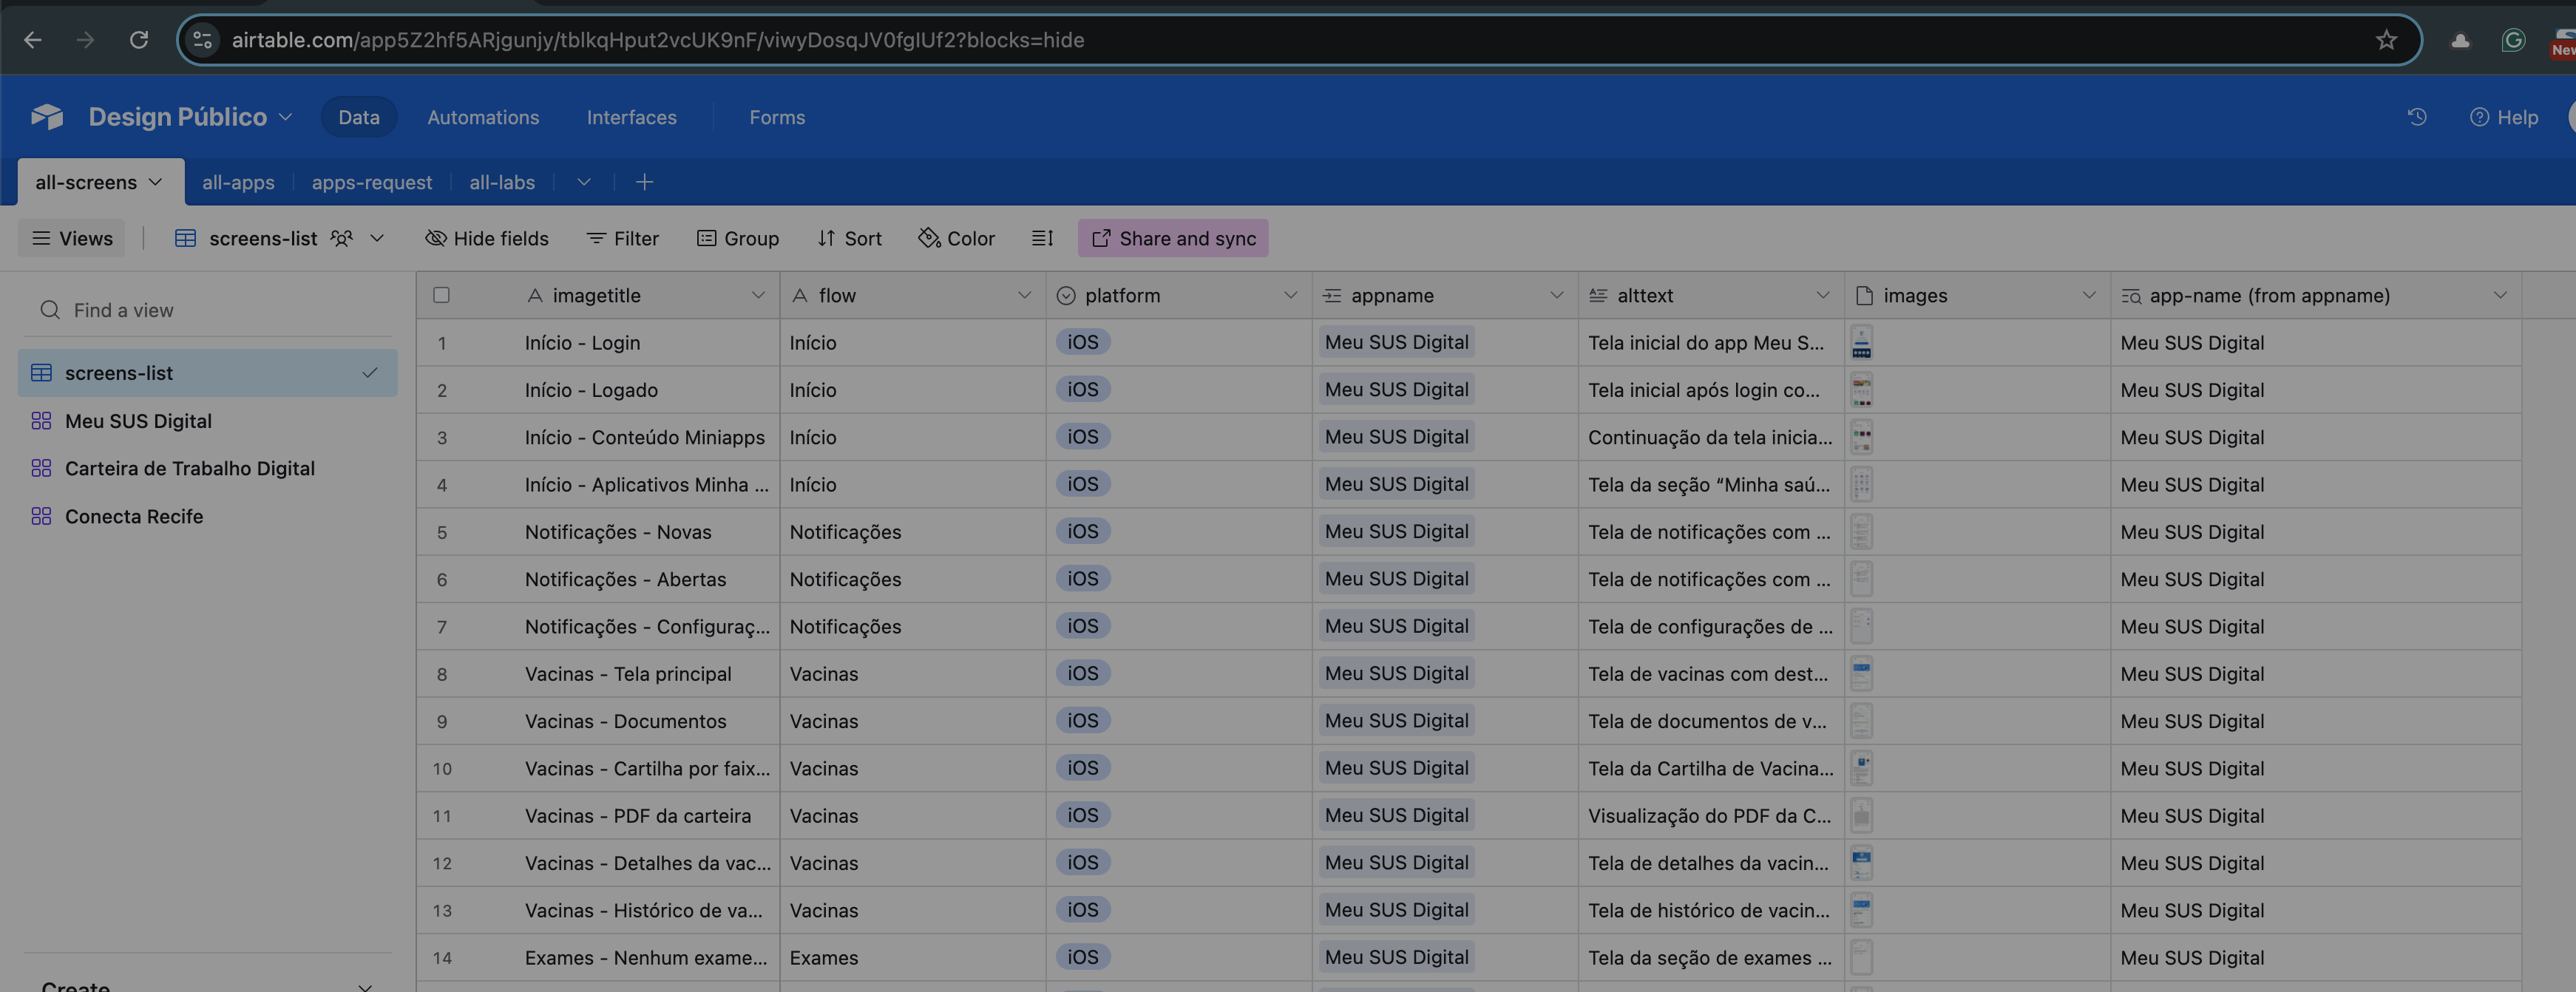 airtable.com/app5Z2hf5ARjgunjy/tblkqHput2vcUK9nF/viwyDosqJV0fglUf2?blocks=hide
New
Design Público Data Automations Interfaces Forms Help
all-screens all-apps apps-request all-labs
Views screens-list Hide fields Filter Group Sort Color Share and sync
Find a view
screens-list
Meu SUS Digital
Carteira de Trabalho Digital
Conecta Recife
Create
imagetitle flow platform appname alttext images app-name (from appname)
1 Início - Login Início iOS Meu SUS Digital Tela inicial do app Meu S... Meu SUS Digital
2 Início - Logado Início iOS Meu SUS Digital Tela inicial após login co... Meu SUS Digital
3 Início - Conteúdo Miniapps Início iOS Meu SUS Digital Continuação da tela inicia... Meu SUS Digital
4 Início - Aplicativos Minha ... Início iOS Meu SUS Digital Tela da seção “Minha saú... Meu SUS Digital
5 Notificações - Novas Notificações iOS Meu SUS Digital Tela de notificações com ... Meu SUS Digital
6 Notificações - Abertas Notificações iOS Meu SUS Digital Tela de notificações com ... Meu SUS Digital
7 Notificações - Configuraç... Notificações iOS Meu SUS Digital Tela de configurações de ... Meu SUS Digital
8 Vacinas - Tela principal Vacinas iOS Meu SUS Digital Tela de vacinas com dest... Meu SUS Digital
9 Vacinas - Documentos Vacinas iOS Meu SUS Digital Tela de documentos de v... Meu SUS Digital
10 Vacinas - Cartilha por faix... Vacinas iOS Meu SUS Digital Tela da Cartilha de Vacina... Meu SUS Digital
11 Vacinas - PDF da carteira Vacinas iOS Meu SUS Digital Visualização do PDF da C... Meu SUS Digital
12 Vacinas - Detalhes da vac... Vacinas iOS Meu SUS Digital Tela de detalhes da vacin... Meu SUS Digital
13 Vacinas - Histórico de va... Vacinas iOS Meu SUS Digital Tela de histórico de vacin... Meu SUS Digital
14 Exames - Nenhum exame... Exames iOS Meu SUS Digital Tela da seção de exames ... Meu SUS Digital